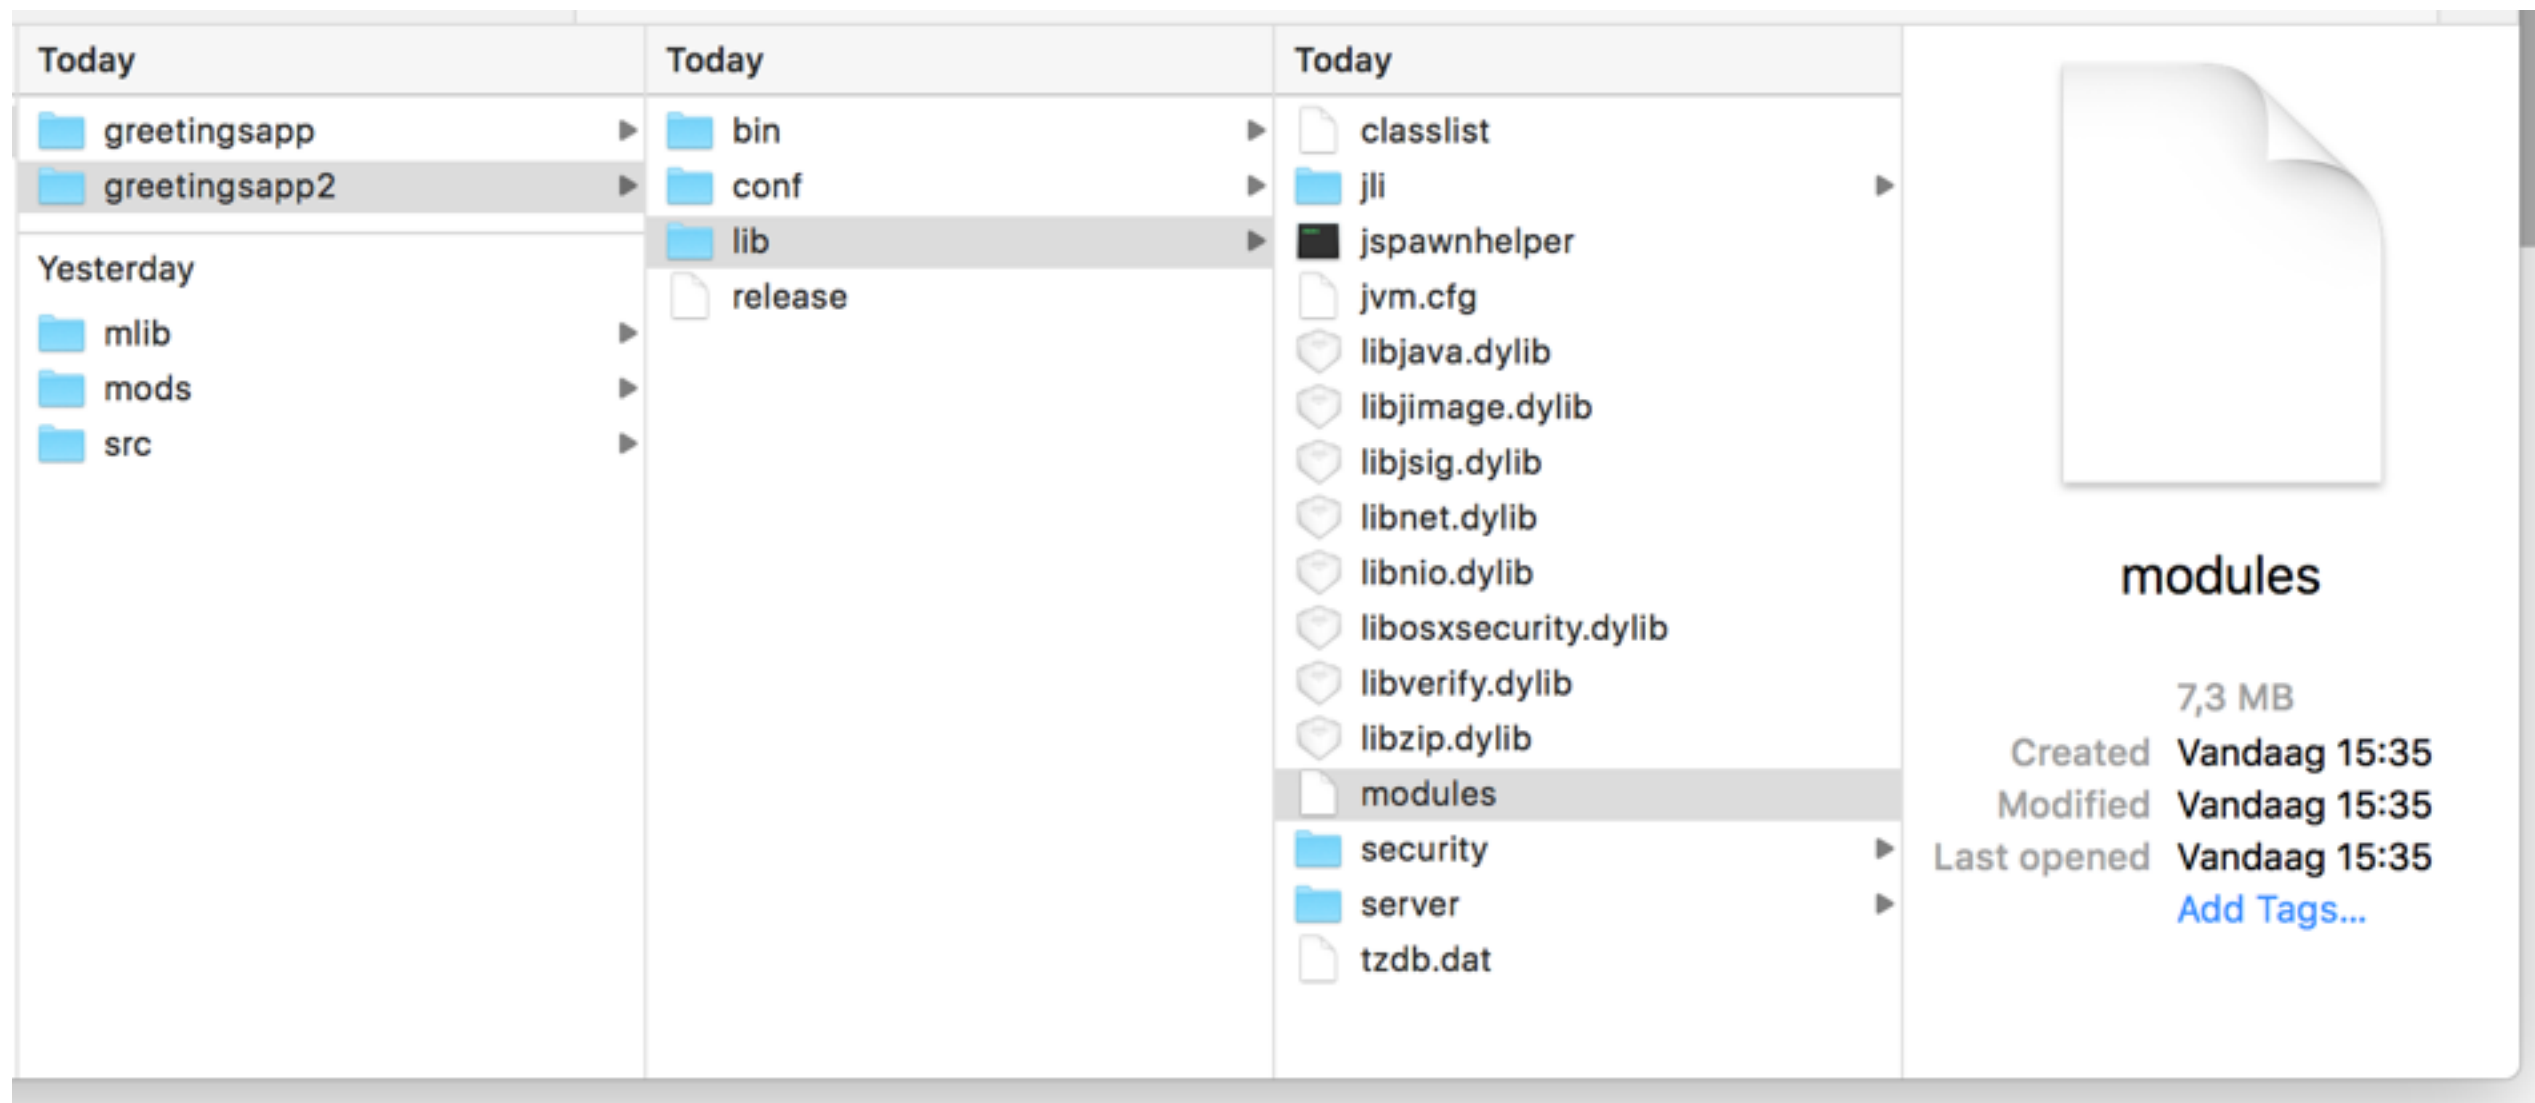 Today
greetingsapp
greetingsapp2
Yesterday
mlib
mods
src
Today
bin
conf
lib
release
Today
classlist
jli
jspawnhelper
jvm.cfg
libjava.dylib
libjimage.dylib
libjsig.dylib
libnet.dylib
libnio.dylib
libosxsecurity.dylib
libverify.dylib
libzip.dylib
modules
security
server
tzdb.dat
modules
7,3 MB
Created Vandaag 15:35
Modified Vandaag 15:35
Last opened Vandaag 15:35
Add Tags...